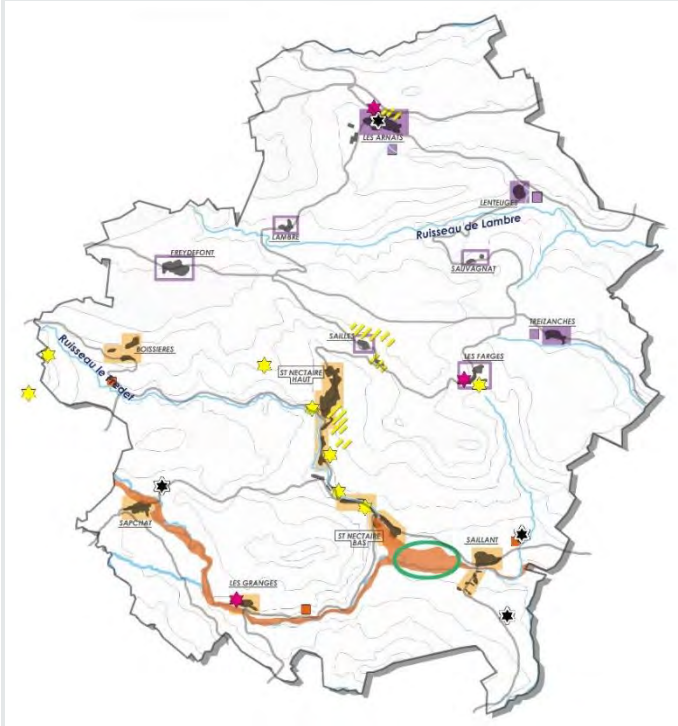 LES ARNATS
LENTEUGES
LAMBRE
Ruisseau de Lambre
FREYDEFONT
SAUVAGNAT
TREIZANCHES
SAILLES
BOISSIERES
LES FARGES
Ruisseau le Fredet
ST NECTAIRE
HAUT
SAPCHAT
ST NECTAIRE
BAS
SAILLANT
LES GRANGES